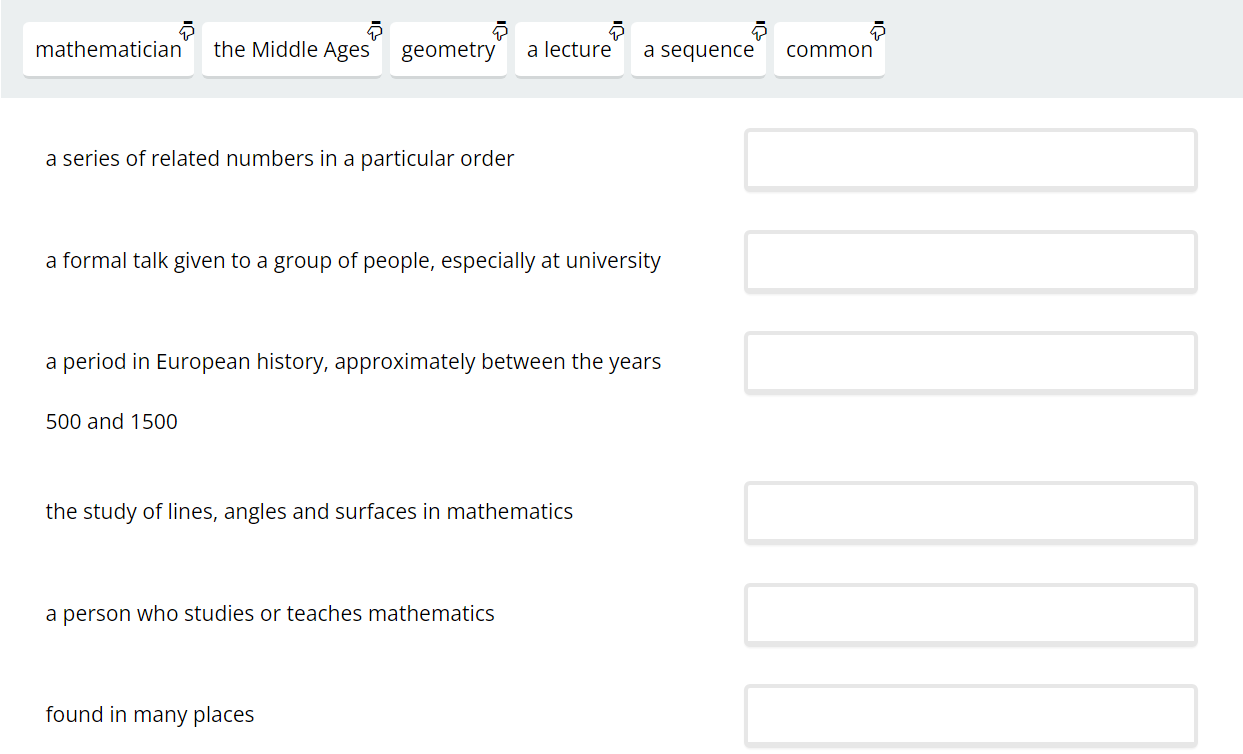 mathematician the Middle Ages geometry a lecture a sequence common
a series of related numbers in a particular order
a formal talk given to a group of people, especially at university
a period in European history, approximately between the years
500 and 1500
the study of lines, angles and surfaces in mathematics
a person who studies or teaches mathematics
found in many places